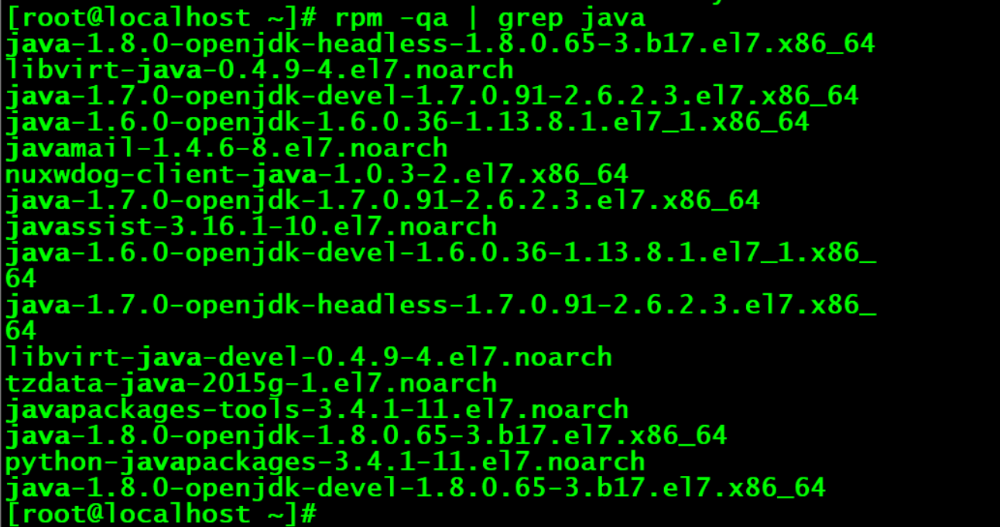 [root@localhost ~]# rpm -qa | grep java
java-1.8.0-openjdk-headless-1.8.0.65-3.b17.el7.x86_64
libvirt-java-0.4.9-4.el7.noarch
java-1.7.0-openjdk-devel-1.7.0.91-2.6.2.3.el7.x86_64
java-1.6.0-openjdk-1.6.0.36-1.13.8.1.el7_1.x86_64
javamail-1.4.6-8.el7.noarch
nuxwdog-client-java-1.0.3-2.el7.x86_64
java-1.7.0-openjdk-1.7.0.91-2.6.2.3.el7.x86_64
javassist-3.16.1-10.el7.noarch
java-1.6.0-openjdk-devel-1.6.0.36-1.13.8.1.el7_1.x86_
64
java-1.7.0-openjdk-headless-1.7.0.91-2.6.2.3.el7.x86_
64
libvirt-java-devel-0.4.9-4.el7.noarch
tzdata-java-2015g-1.el7.noarch
javapackages-tools-3.4.1-11.el7.noarch
java-1.8.0-openjdk-1.8.0.65-3.b17.el7.x86_64
python-javapackages-3.4.1-11.el7.noarch
java-1.8.0-openjdk-devel-1.8.0.65-3.b17.el7.x86_64
[root@localhost ~]#